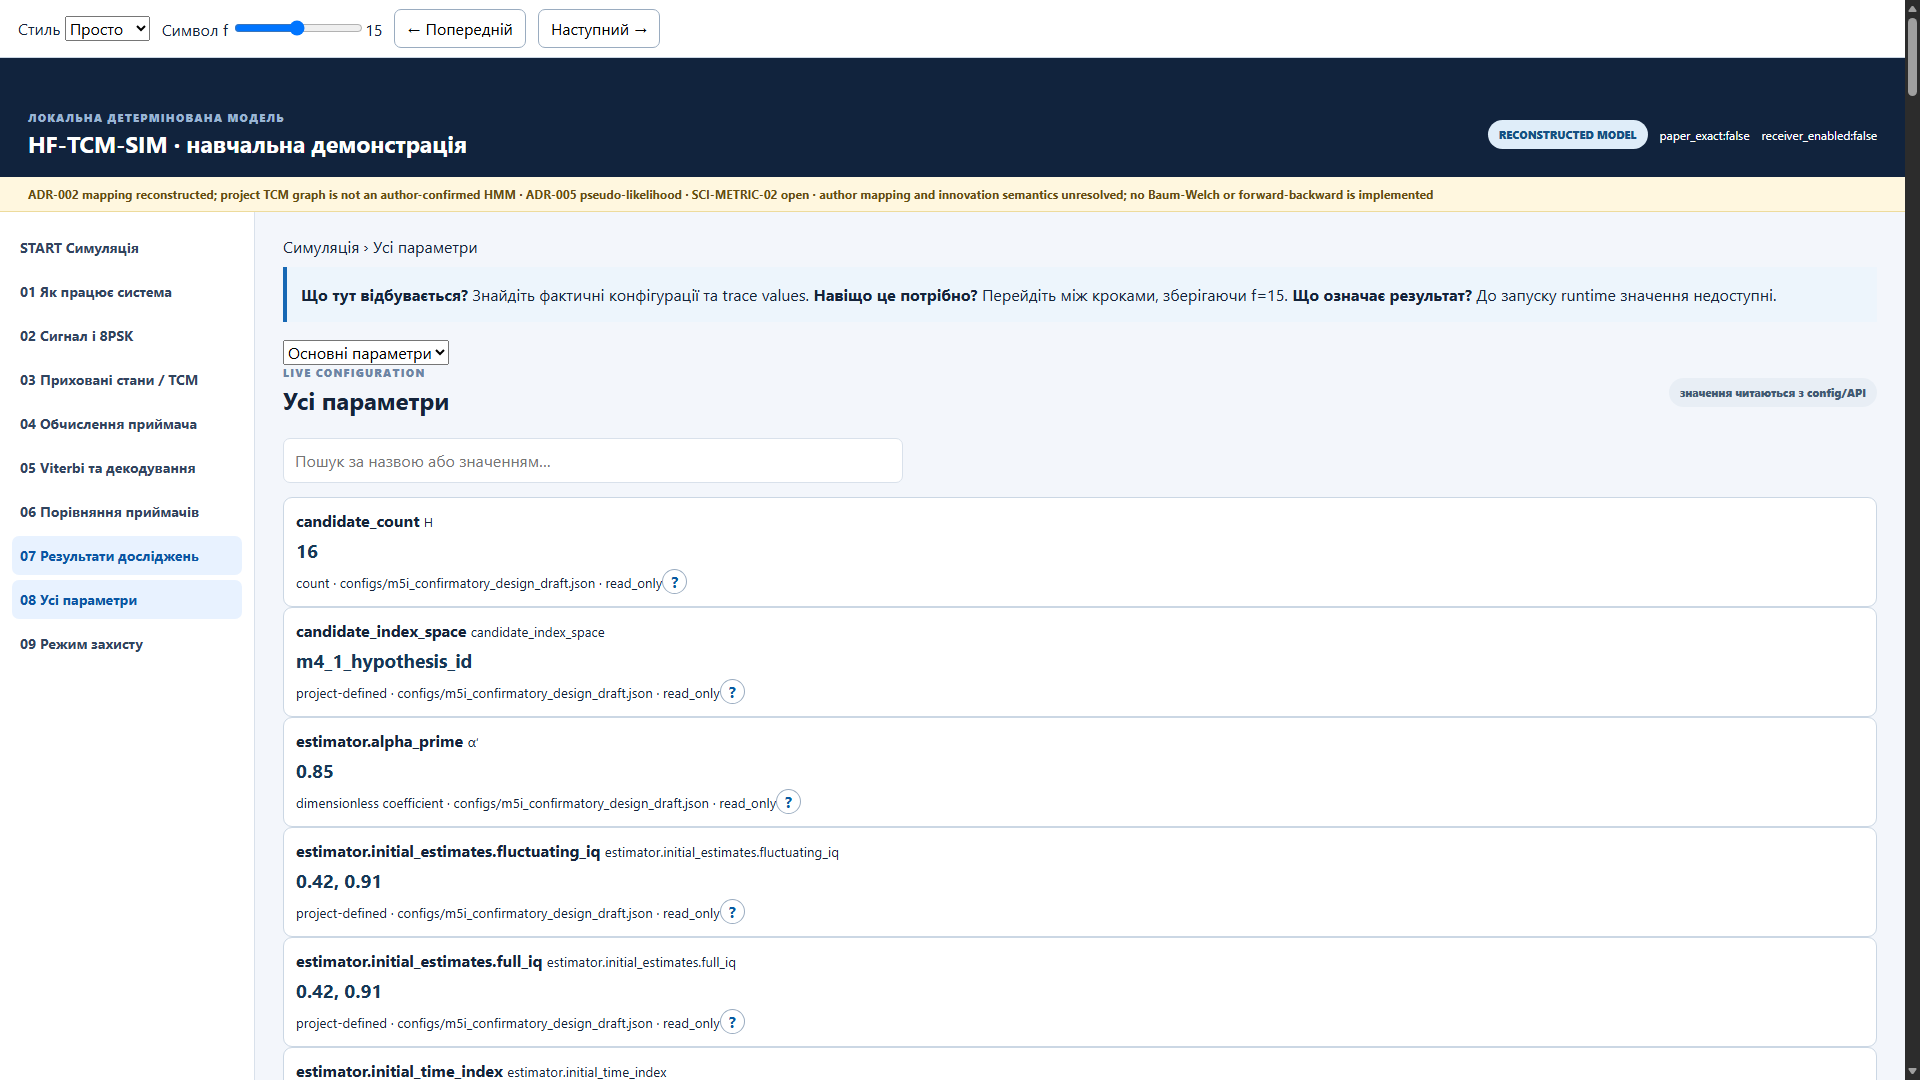 Стиль Просто Символ f 15 ← Попередній Наступний →
ЛОКАЛЬНА ДЕТЕРМІНОВАНА МОДЕЛЬ
HF-TCM-SIM · навчальна демонстрація
RECONSTRUCTED MODEL paper_exact:false receiver_enabled:false
ADR-002 mapping reconstructed; project TCM graph is not an author-confirmed HMM · ADR-005 pseudo-likelihood · SCI-METRIC-02 open · author mapping and innovation semantics unresolved; no Baum-Welch or forward-backward is implemented
START Симуляція
01 Як працює система
02 Сигнал і 8PSK
03 Приховані стани / TCM
04 Обчислення приймача
05 Viterbi та декодування
06 Порівняння приймачів
07 Результати досліджень
08 Усі параметри
09 Режим захисту
Симуляція › Усі параметри
Що тут відбувається? Знайдіть фактичні конфігурації та trace values. Навіщо це потрібно? Перейдіть між кроками, зберігаючи f=15. Що означає результат? До запуску runtime значення недоступні.
Основні параметри
LIVE CONFIGURATION
Усі параметри
значення читаються з config/API
Пошук за назвою або значенням...
candidate_count H
16
count · configs/m5i_confirmatory_design_draft.json · read_only ?
candidate_index_space candidate_index_space
m4_1_hypothesis_id
project-defined · configs/m5i_confirmatory_design_draft.json · read_only ?
estimator.alpha_prime α′
0.85
dimensionless coefficient · configs/m5i_confirmatory_design_draft.json · read_only ?
estimator.initial_estimates.fluctuating_iq estimator.initial_estimates.fluctuating_iq
0.42, 0.91
project-defined · configs/m5i_confirmatory_design_draft.json · read_only ?
estimator.initial_estimates.full_iq estimator.initial_estimates.full_iq
0.42, 0.91
project-defined · configs/m5i_confirmatory_design_draft.json · read_only ?
estimator.initial_time_index estimator.initial_time_index